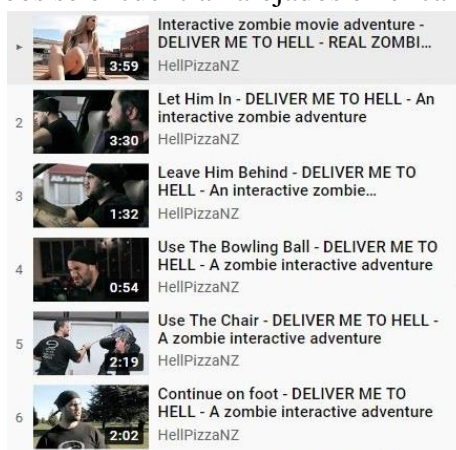 Interactive zombie movie adventure -
DELIVER ME TO HELL - REAL ZOMBI...
3:59
HellPizzaNZ
2
Let Him In - DELIVER ME TO HELL - An
interactive zombie adventure
3:30
HellPizzaNZ
3
Leave Him Behind - DELIVER ME TO
HELL - An interactive zombie...
1:32
HellPizzaNZ
4
Use The Bowling Ball - DELIVER ME TO
HELL - A zombie interactive adventure
0:54
HellPizzaNZ
5
Use The Chair - DELIVER ME TO HELL -
A zombie interactive adventure
2:19
HellPizzaNZ
6
Continue on foot - DELIVER ME TO
HELL - A zombie interactive adventure
2:02
HellPizzaNZ